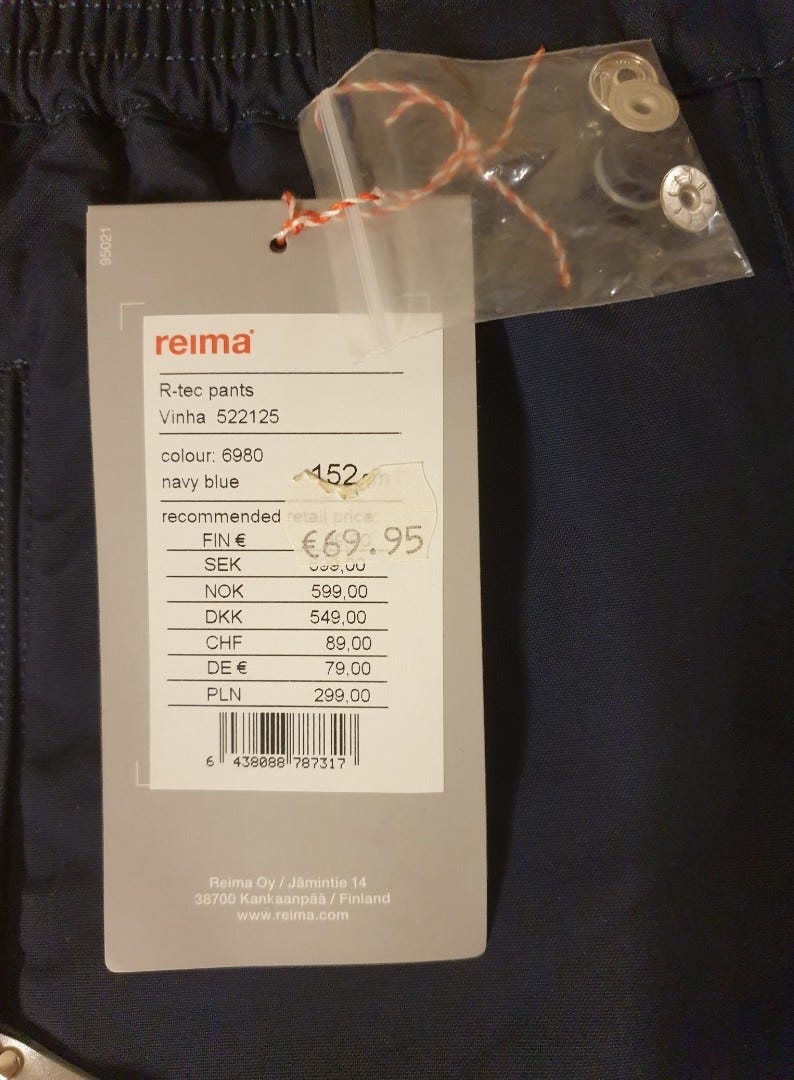 95021
reima
R-tec pants
Vinha 522125
colour: 6980
navy blue
152 cm
recommended retail price:
FIN €
€69.95
SEK
NOK 599,00
DKK 549,00
CHF 89,00
DE € 79,00
PLN 299,00
6 438088 787317
Reima Oy / Jämintie 14
38700 Kankaanpää / Finland
www.reima.com